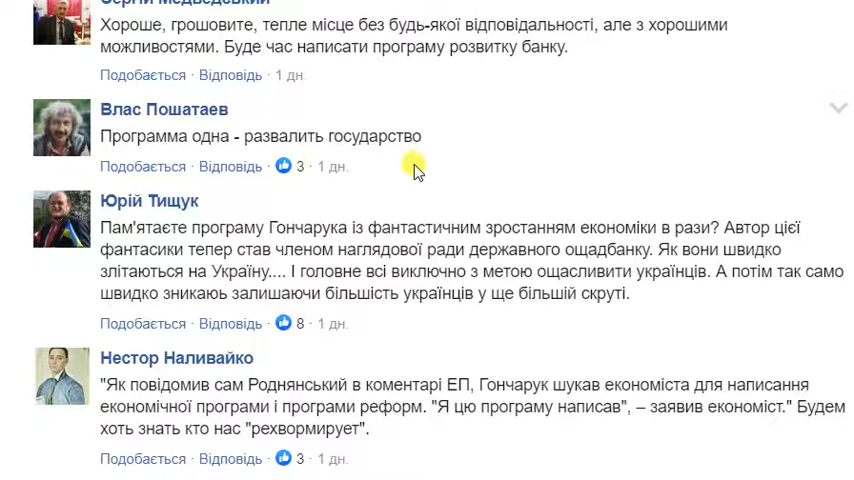 Сергій Медведський
Хороше, грошовите, тепле місце без будь-якої відповідальності, але з хорошими
можливостями. Буде час написати програму розвитку банку.
Подобається · Відповідь · 1 дн.
Влас Пошатаев
Программа одна - развалить государство
Подобається · Відповідь · 3 · 1 дн.
Юрій Тищук
Пам'ятаєте програму Гончарука із фантастичним зростанням економіки в рази? Автор цієї
фантасики тепер став членом наглядової ради державного ощадбанку. Як вони швидко
злітаються на Україну.... І головне всі виключно з метою ощасливити українців. А потім так само
швидко зникаюь залишаючи більшість українців у ще більшій скруті.
Подобається · Відповідь · 8 · 1 дн.
Нестор Наливайко
"Як повідомив сам Роднянський в коментарі ЕП, Гончарук шукав економіста для написання
економічної програми і програми реформ. "Я цю програму написав", – заявив економіст." Будем
хоть знать кто нас "рехвормирует".
Подобається · Відповідь · 3 · 1 дн.